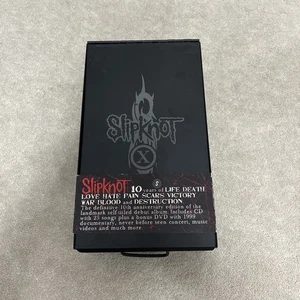 SLIPKNOT
X
SLIPKNOT 10 years of LIFE DEATH
LOVE HATE PAIN SCARS VICTORY
WAR BLOOD and DESTRUCTION.
The definitive 10th anniversary edition of the
landmark self-titled debut album. Includes CD
with 25 songs plus a bonus DVD with 1999
documentary, never before seen concert, music
videos and much more